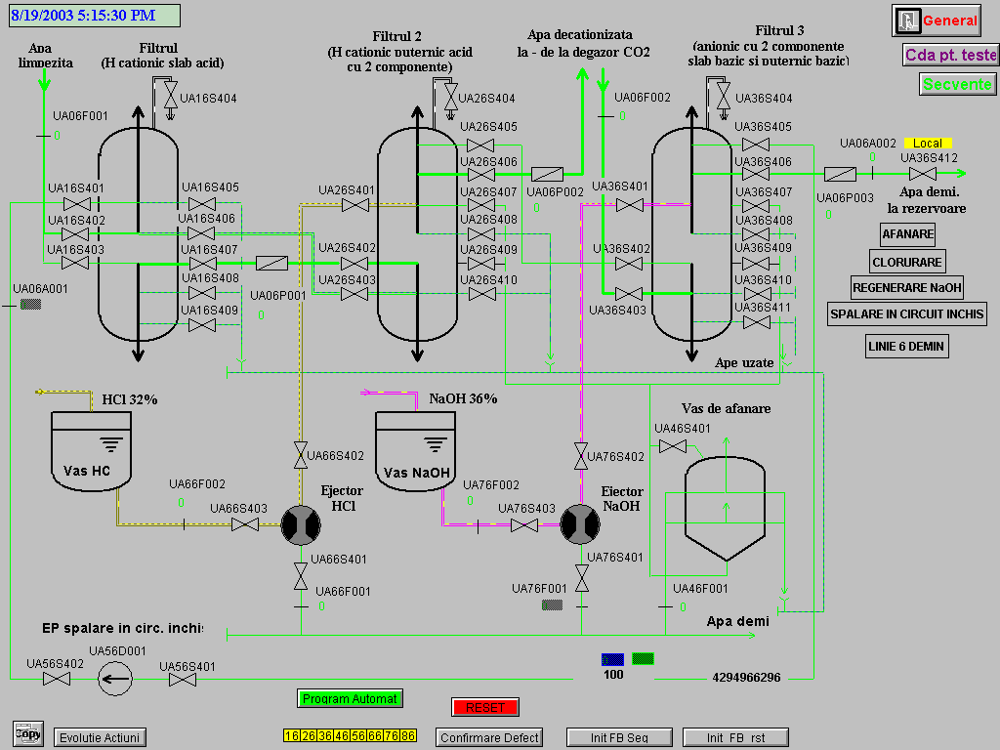 8/19/2003 5:15:30 PM
General
Cda pt. teste
Secvente
Apa
limpezita
Filtrul
(H cationic slab acid)
Filtrul 2
(H cationic puternic acid
cu 2 componente)
Apa decationizata
la - de la degazor CO2
Filtrul 3
(anionic cu 2 componente
slab bazic si puternic bazic)
UA16S404
UA26S404
UA06F002
0
UA36S404
UA06F001
0
UA26S405
UA36S405
UA06A002
0
Local
UA26S406
UA36S406
UA36S412
UA16S401
UA16S405
UA26S401
UA06P002
0
UA36S401
UA06P003
0
Apa demi.
la rezervoare
UA26S407
UA36S407
UA16S402
UA16S406
UA26S408
UA36S408
AFANARE
UA16S403
UA16S407
UA26S402
UA26S409
UA36S402
UA36S409
CLORURARE
UA06A001
UA16S408
UA06P001
0
UA26S403
UA26S410
UA36S403
UA36S410
REGENERARE NaOH
UA16S409
UA36S411
SPALARE IN CIRCUIT INCHIS
LINIE 6 DEMIN
Ape uzate
HCl 32%
NaOH 36%
Vas de afanare
UA46S401
Vas HC
UA66S402
Vas NaOH
UA76S402
UA66F002
0
UA66S403
Ejector
HCl
UA76F002
0
UA76S403
Ejector
NaOH
UA66S401
UA76S401
UA66F001
0
UA76F001
UA46F001
0
EP spalare in circ. inchis
Apa demi
UA56D001
UA56S402
UA56S401
100
4294966296
Program Automat
RESET
Copy
Evolutie Actiuni
16 26 36 46 56 66 76 86
Confirmare Defect
Init FB Seq
Init FB rst